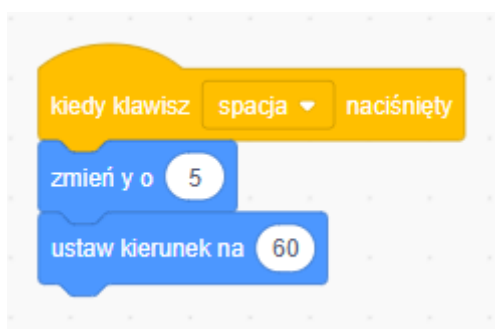 kiedy klawisz spacja naciśnięty
zmień y o 5
ustaw kierunek na 60